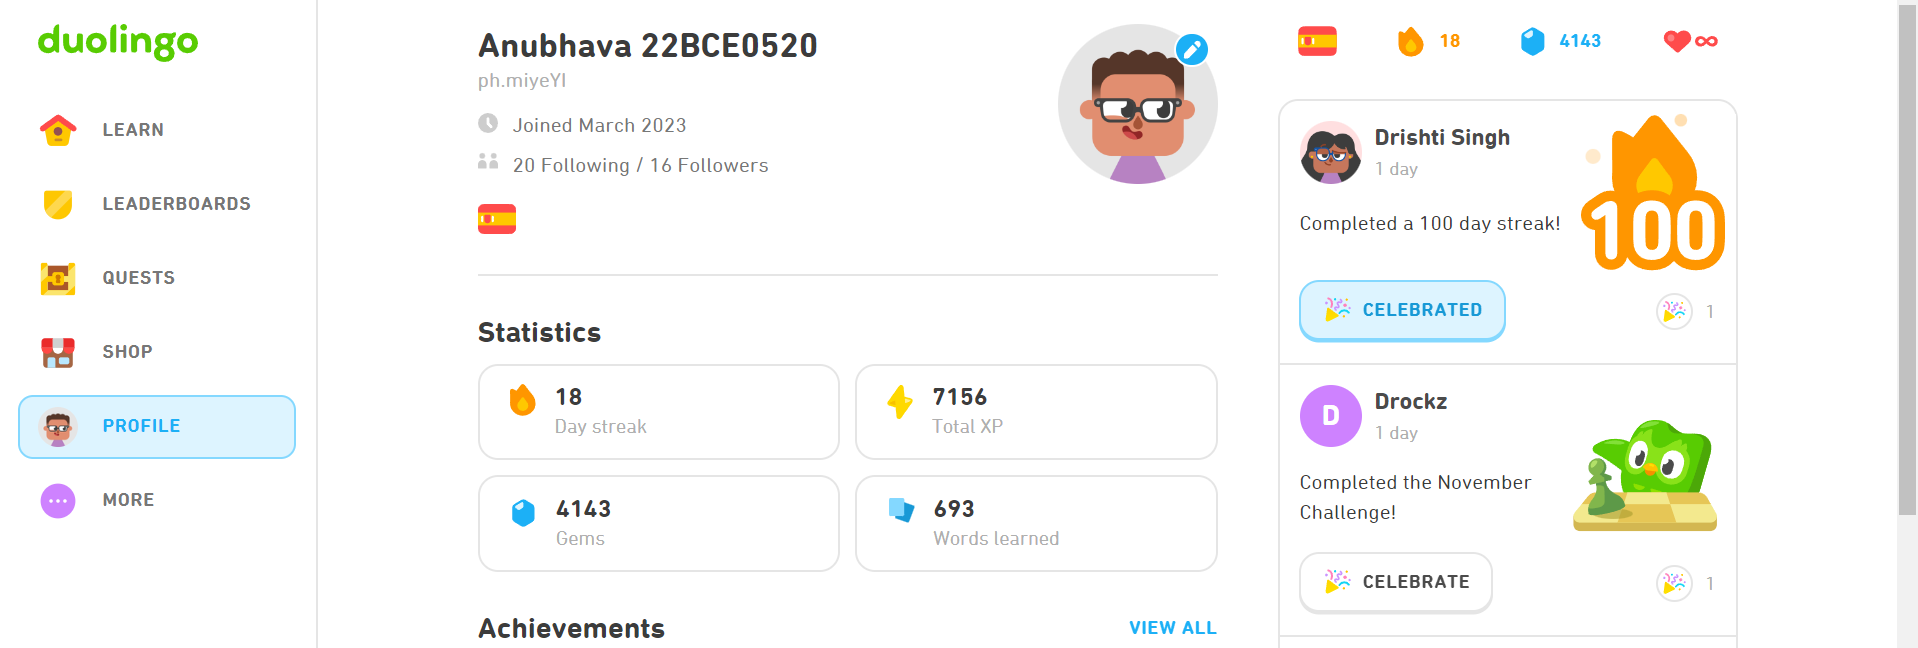 duolingo
LEARN
LEADERBOARDS
QUESTS
SHOP
PROFILE
MORE
Anubhava 22BCE0520
ph.miyeYI
Joined March 2023
20 Following / 16 Followers
Statistics
18
Day streak
7156
Total XP
4143
Gems
693
Words learned
Achievements
VIEW ALL
18
4143
∞
Drishti Singh
1 day
Completed a 100 day streak!
100
CELEBRATED
1
D
Drockz
1 day
Completed the November
Challenge!
CELEBRATE
1